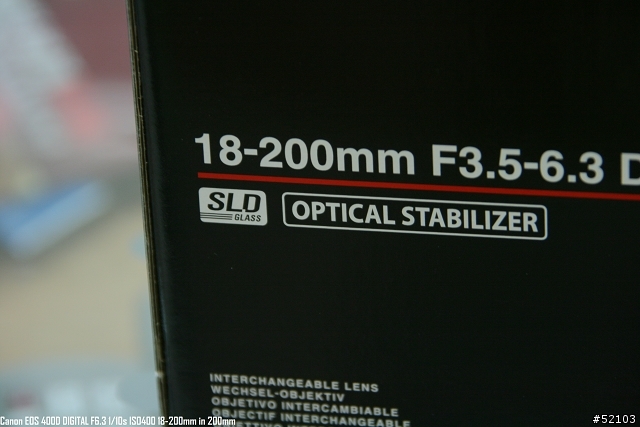 18-200mm F3.5-6.3 D
SLD
GLASS
OPTICAL STABILIZER
INTERCHANGEABLE LENS
WECHSEL-OBJEKTIV
OBJETIVO INTERCAMBIABLE
OBJECTIF INTERCHANGEABLE
Canon EOS 400D DIGITAL F6.3 1/10s ISO400 18-200mm in 200mm
#52103